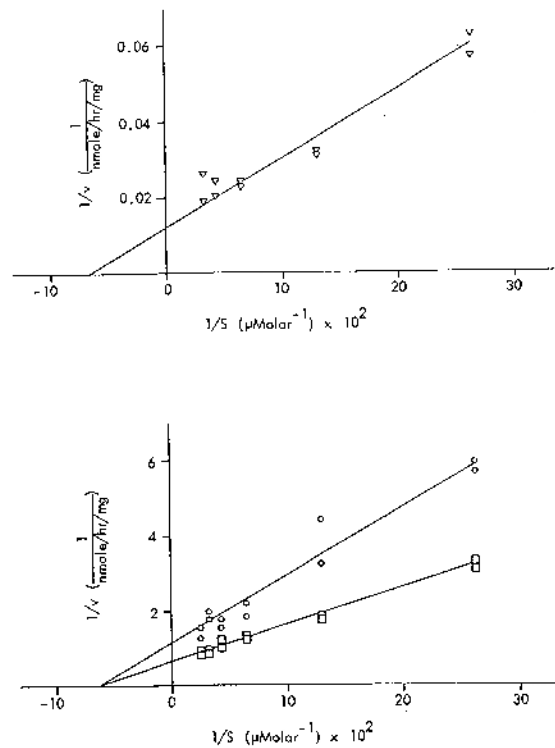 0.06
0.04
0.02
1/v (1/nmole/hr/mg)
-10 0 10 20 30
1/S (μMolar⁻¹) × 10²
6
4
2
1/v (1/nmole/hr/mg)
-10 0 10 20 30
1/S (μMolar⁻¹) × 10²